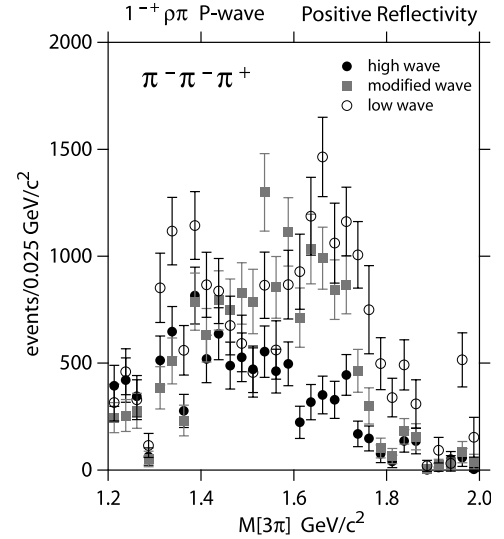 1⁻⁺ ρπ P-wave Positive Reflectivity
2000
π⁻π⁻π⁺
high wave
modified wave
low wave
1500
1000
500
0
events/0.025 GeV/c²
1.2 1.4 1.6 1.8 2.0
M[3π] GeV/c²